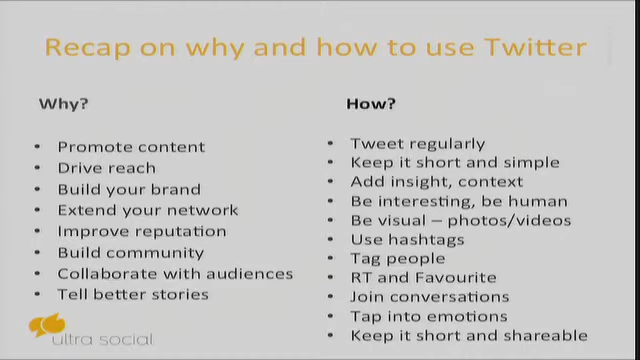 Recap on why and how to use Twitter
Why?
• Promote content
• Drive reach
• Build your brand
• Extend your network
• Improve reputation
• Build community
• Collaborate with audiences
• Tell better stories
How?
• Tweet regularly
• Keep it short and simple
• Add insight, context
• Be interesting, be human
• Be visual – photos/videos
• Use hashtags
• Tag people
• RT and Favourite
• Join conversations
• Tap into emotions
• Keep it short and shareable
ultra social